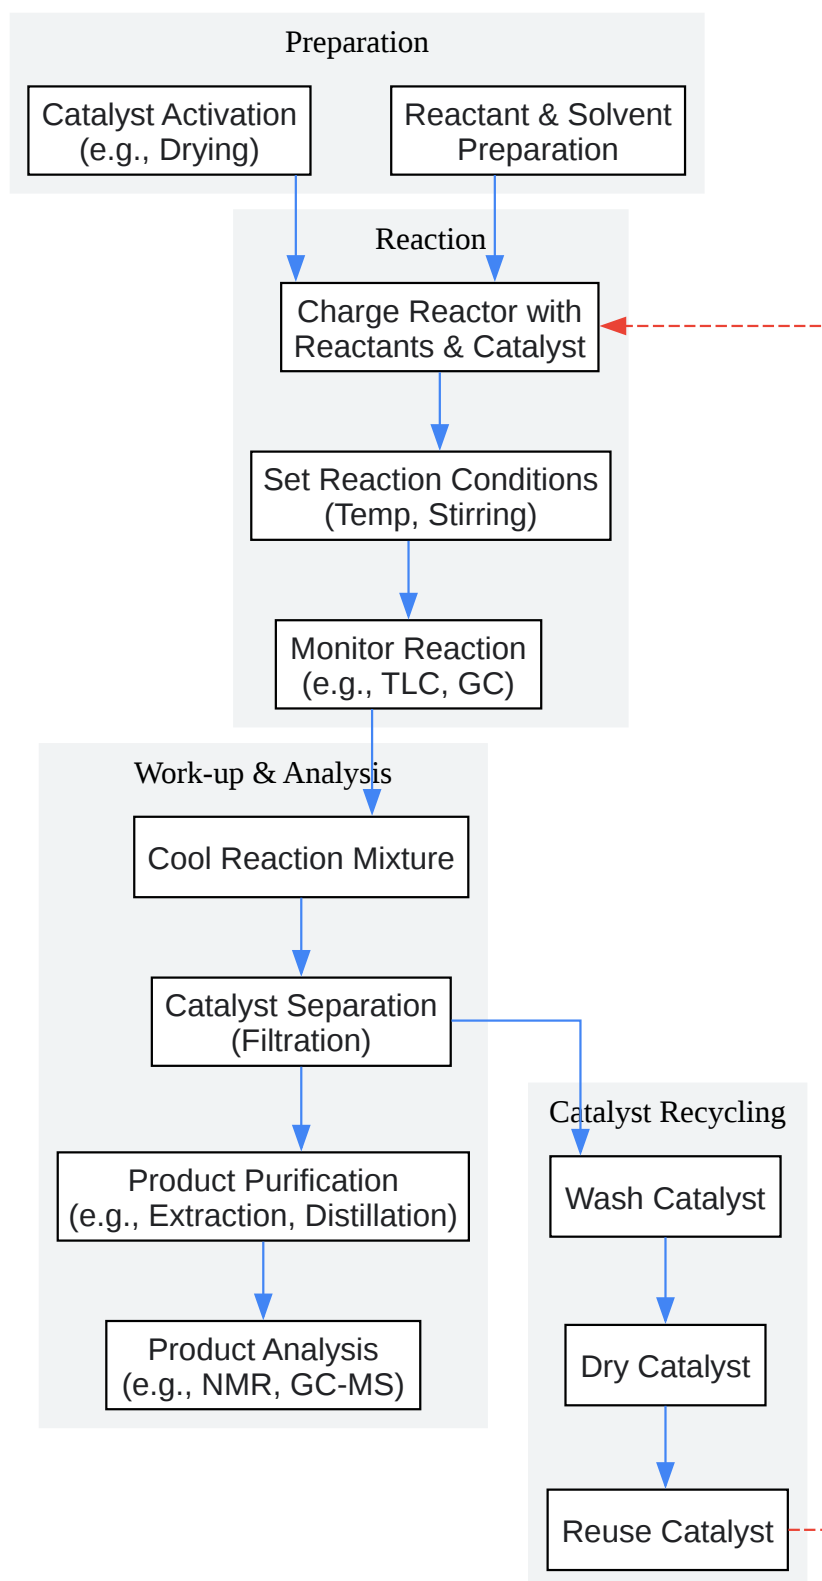 Preparation
Catalyst Activation
(e.g., Drying)
Reactant & Solvent
Preparation
Reaction
Charge Reactor with
Reactants & Catalyst
Set Reaction Conditions
(Temp, Stirring)
Monitor Reaction
(e.g., TLC, GC)
Work-up & Analysis
Cool Reaction Mixture
Catalyst Separation
(Filtration)
Product Purification
(e.g., Extraction, Distillation)
Product Analysis
(e.g., NMR, GC-MS)
Catalyst Recycling
Wash Catalyst
Dry Catalyst
Reuse Catalyst